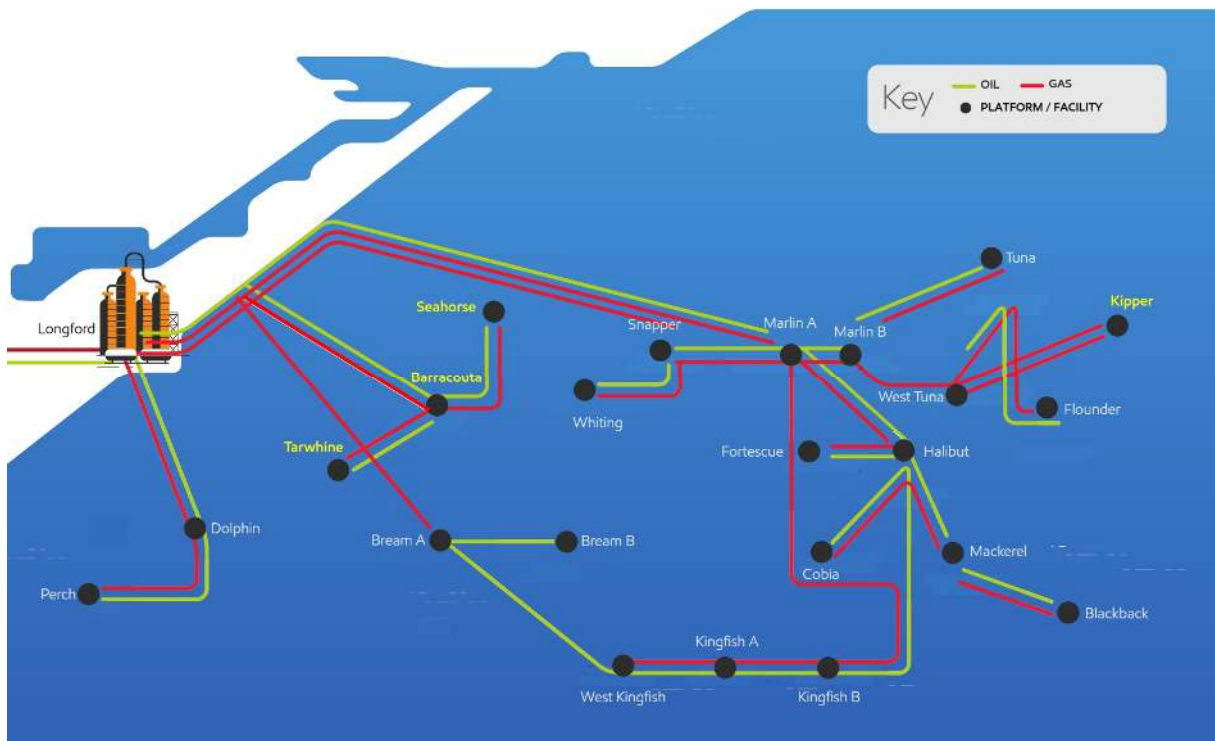 Key
OIL
GAS
PLATFORM / FACILITY
Tuna
Kipper
Seahorse
Snapper
Marlin A
Marlin B
Longford
Barracouta
West Tuna
Flounder
Whiting
Tarwhine
Fortescue
Halibut
Dolphin
Bream A
Bream B
Mackerel
Cobia
Perch
Blackback
Kingfish A
West Kingfish
Kingfish B